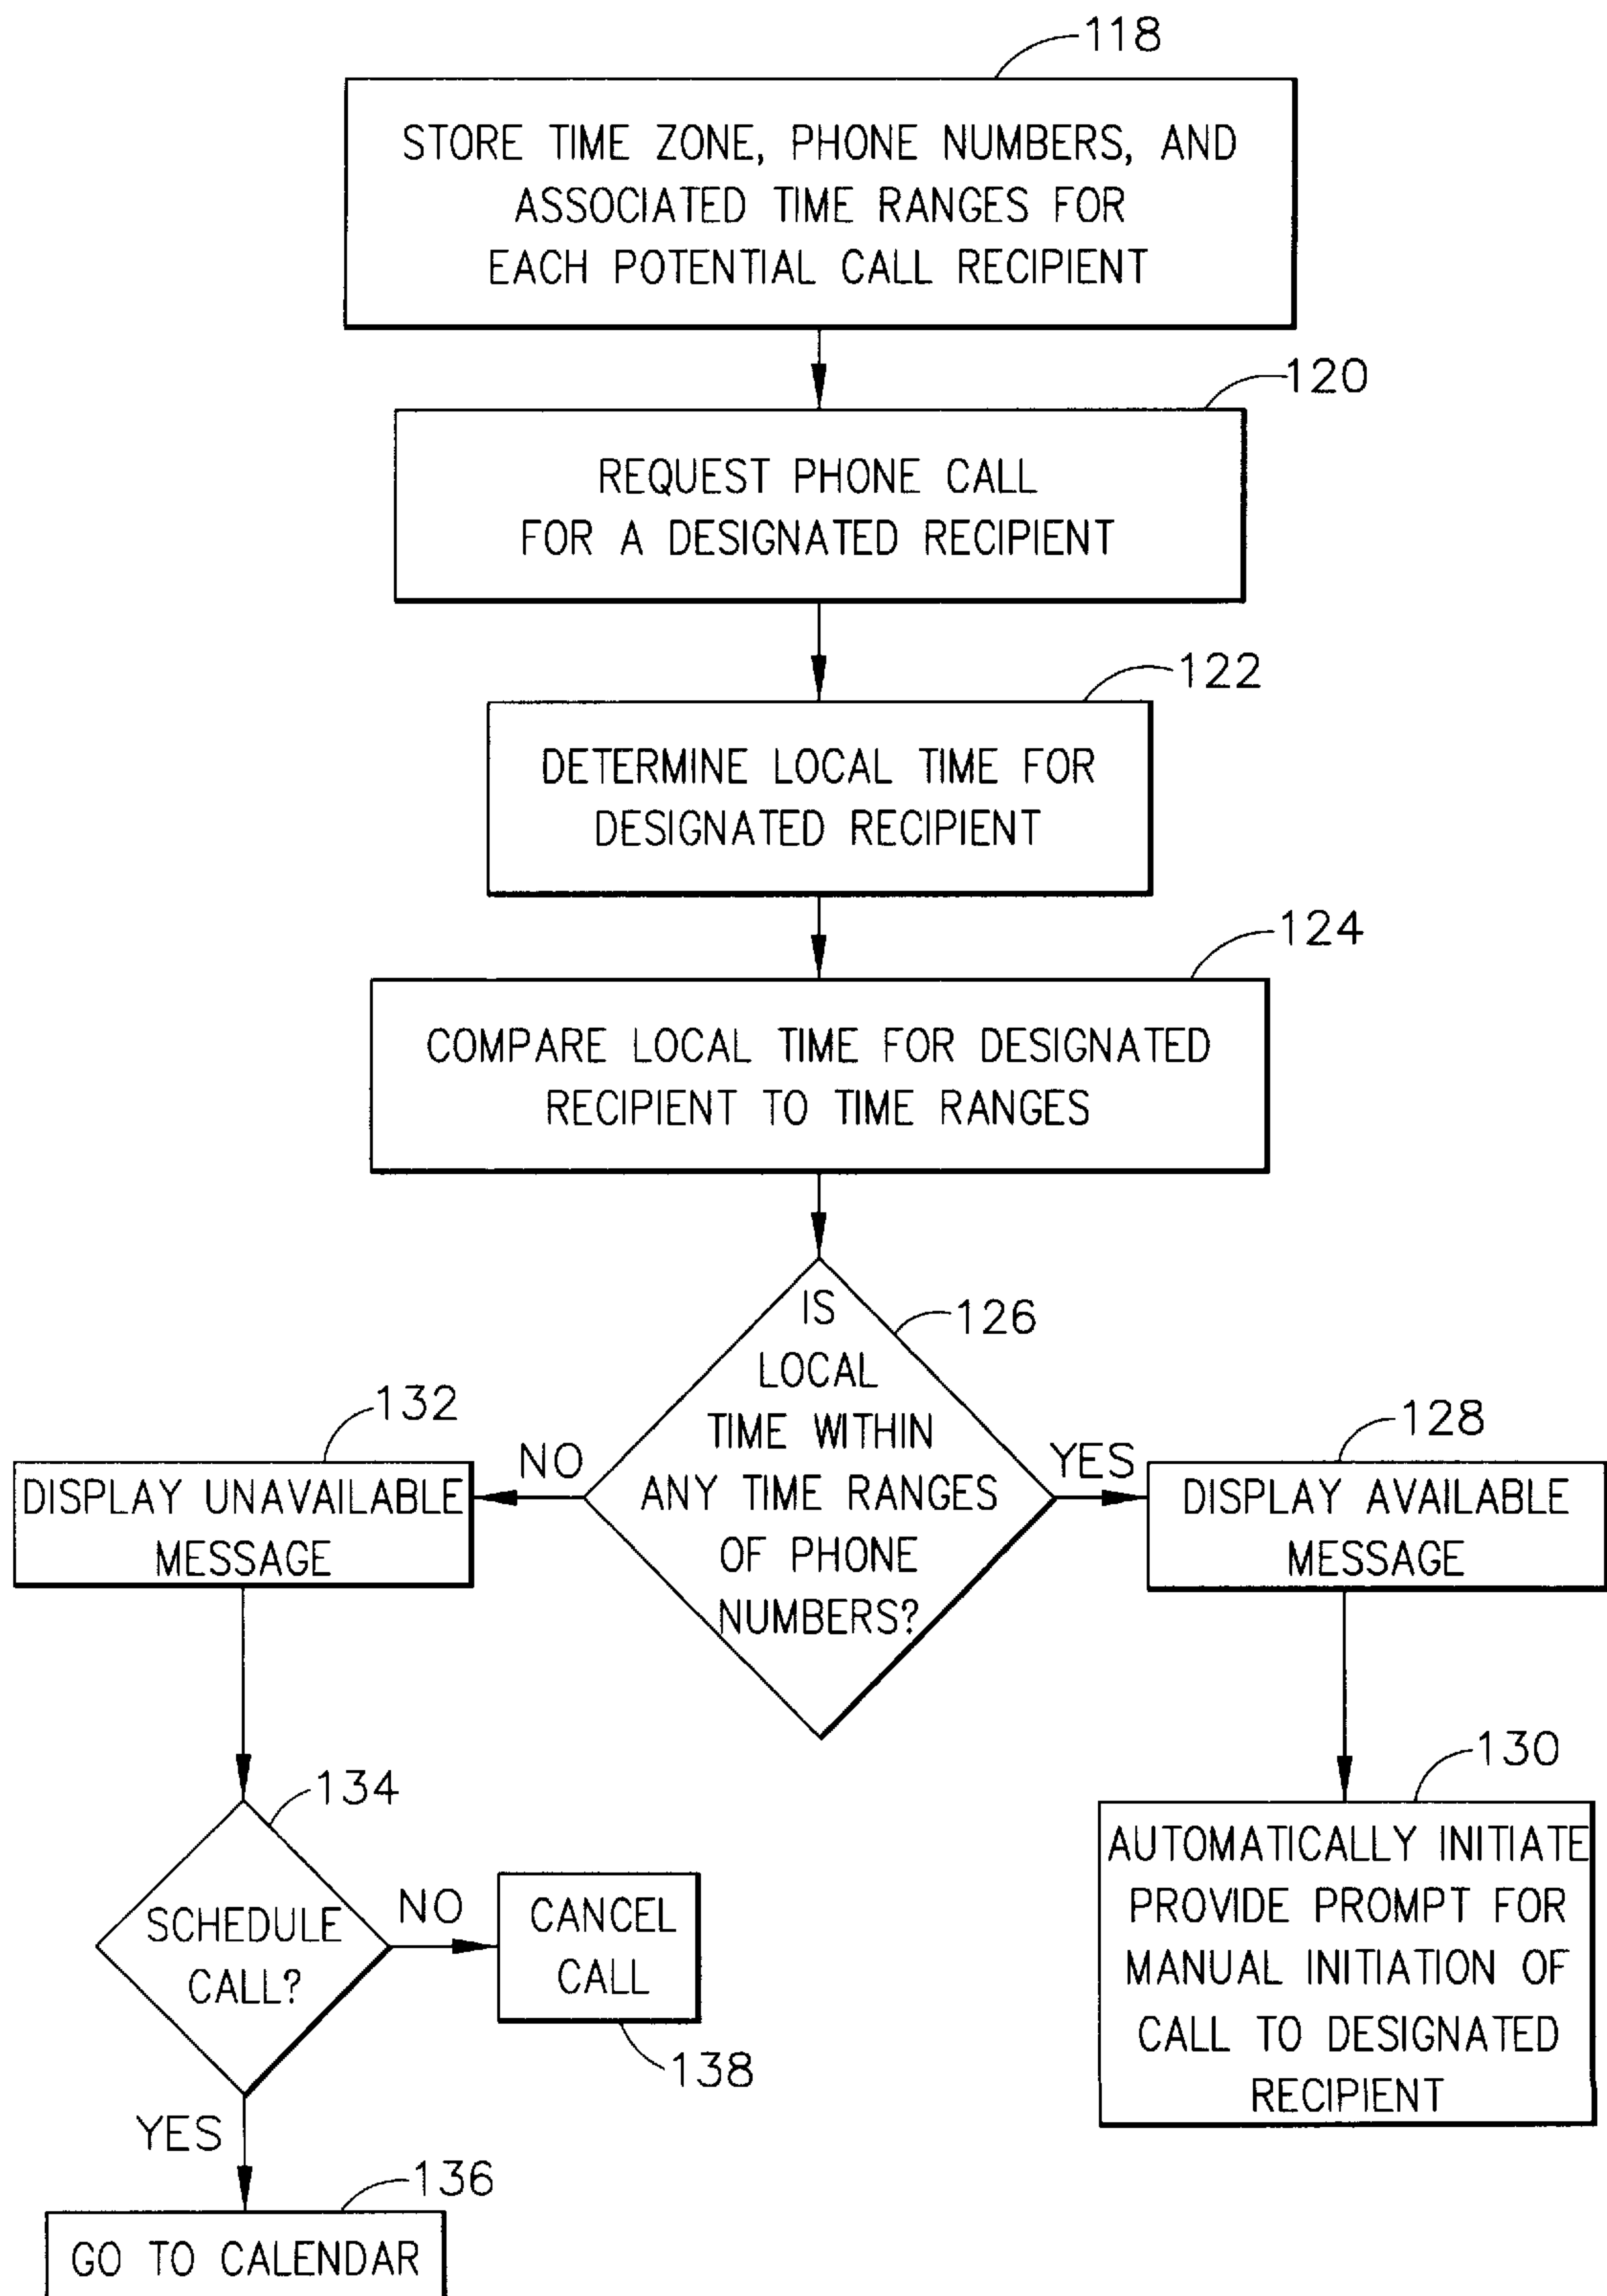 118
STORE TIME ZONE, PHONE NUMBERS, AND
ASSOCIATED TIME RANGES FOR
EACH POTENTIAL CALL RECIPIENT
120
REQUEST PHONE CALL
FOR A DESIGNATED RECIPIENT
122
DETERMINE LOCAL TIME FOR
DESIGNATED RECIPIENT
124
COMPARE LOCAL TIME FOR DESIGNATED
RECIPIENT TO TIME RANGES
126
IS
LOCAL
TIME WITHIN
ANY TIME RANGES
OF PHONE
NUMBERS?
NO
YES
132
DISPLAY UNAVAILABLE
MESSAGE
128
DISPLAY AVAILABLE
MESSAGE
134
SCHEDULE
CALL?
NO
CANCEL
CALL
138
YES
136
GO TO CALENDAR
130
AUTOMATICALLY INITIATE
PROVIDE PROMPT FOR
MANUAL INITIATION OF
CALL TO DESIGNATED
RECIPIENT